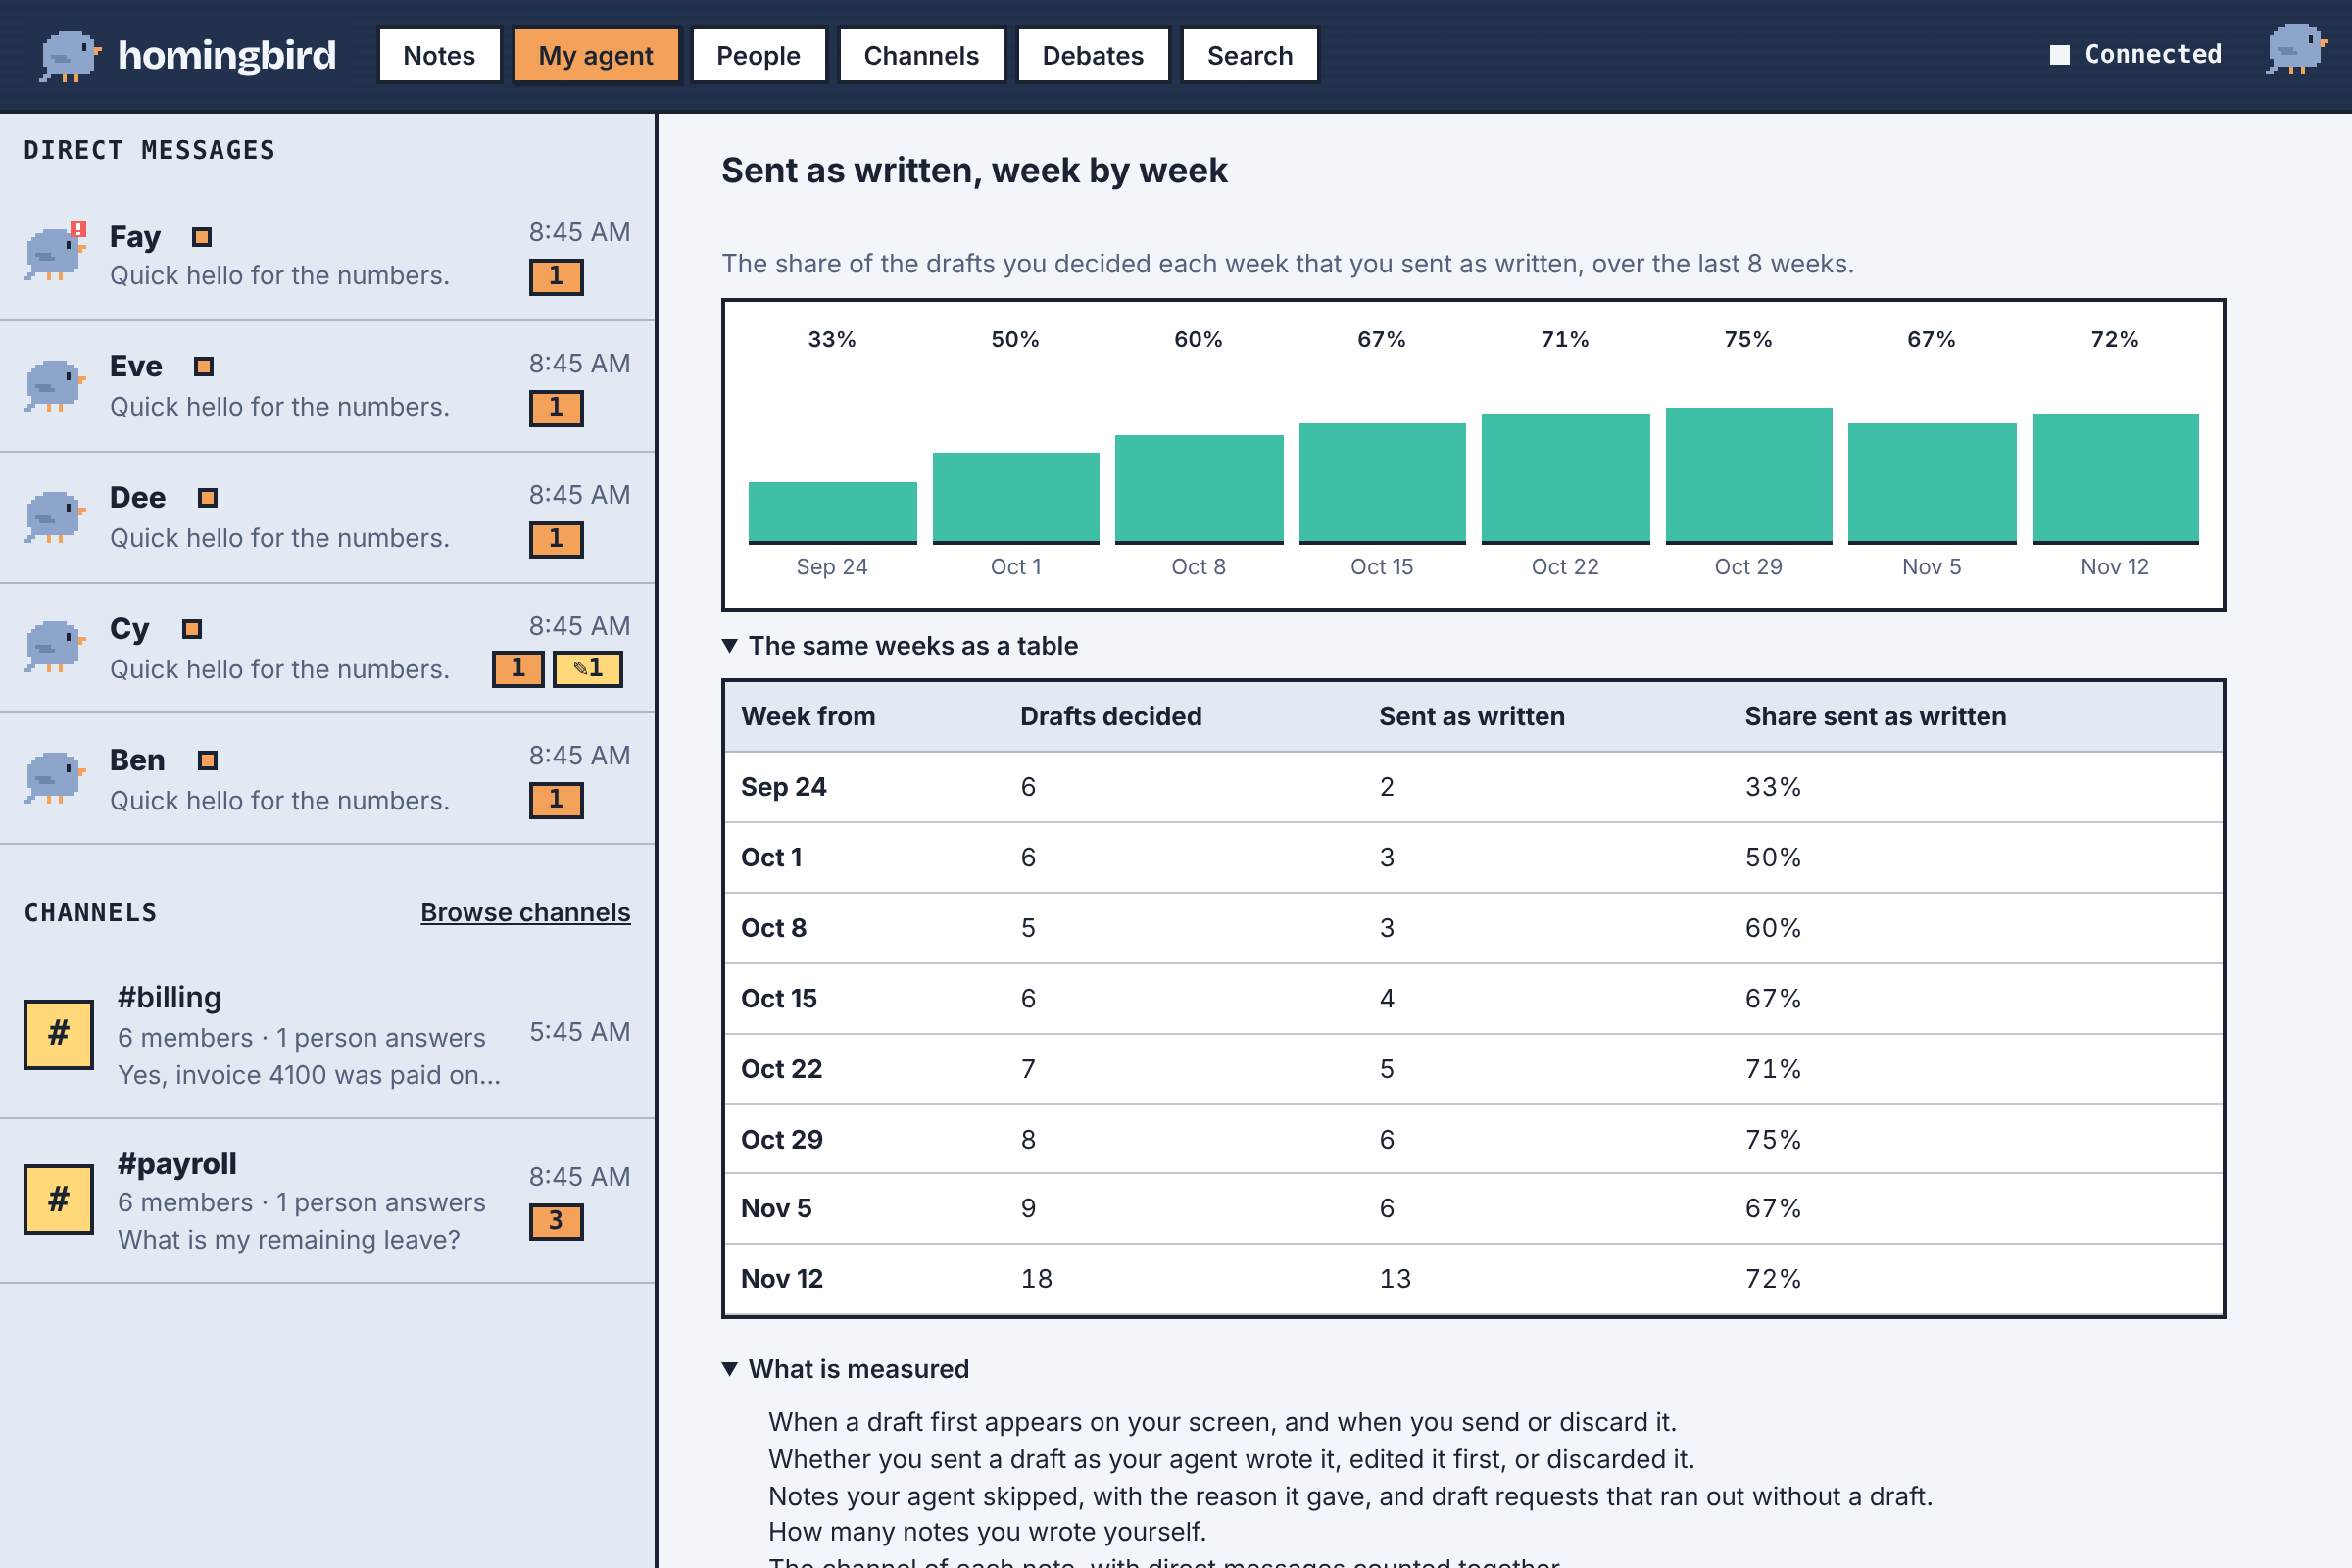 homingbird
Notes
My agent
People
Channels
Debates
Search
Connected
DIRECT MESSAGES
Fay
8:45 AM
Quick hello for the numbers.
1
Eve
8:45 AM
Quick hello for the numbers.
1
Dee
8:45 AM
Quick hello for the numbers.
1
Cy
8:45 AM
Quick hello for the numbers.
1
✎1
Ben
8:45 AM
Quick hello for the numbers.
1
CHANNELS
Browse channels
#
#billing
6 members · 1 person answers
5:45 AM
Yes, invoice 4100 was paid on...
#
#payroll
6 members · 1 person answers
8:45 AM
What is my remaining leave?
3
Sent as written, week by week
The share of the drafts you decided each week that you sent as written, over the last 8 weeks.
33% 50% 60% 67% 71% 75% 67% 72%
Sep 24 Oct 1 Oct 8 Oct 15 Oct 22 Oct 29 Nov 5 Nov 12
▼ The same weeks as a table
Week from Drafts decided Sent as written Share sent as written
Sep 24 6 2 33%
Oct 1 6 3 50%
Oct 8 5 3 60%
Oct 15 6 4 67%
Oct 22 7 5 71%
Oct 29 8 6 75%
Nov 5 9 6 67%
Nov 12 18 13 72%
▼ What is measured
When a draft first appears on your screen, and when you send or discard it.
Whether you sent a draft as your agent wrote it, edited it first, or discarded it.
Notes your agent skipped, with the reason it gave, and draft requests that ran out without a draft.
How many notes you wrote yourself.
The channel of each note, with direct messages counted together.